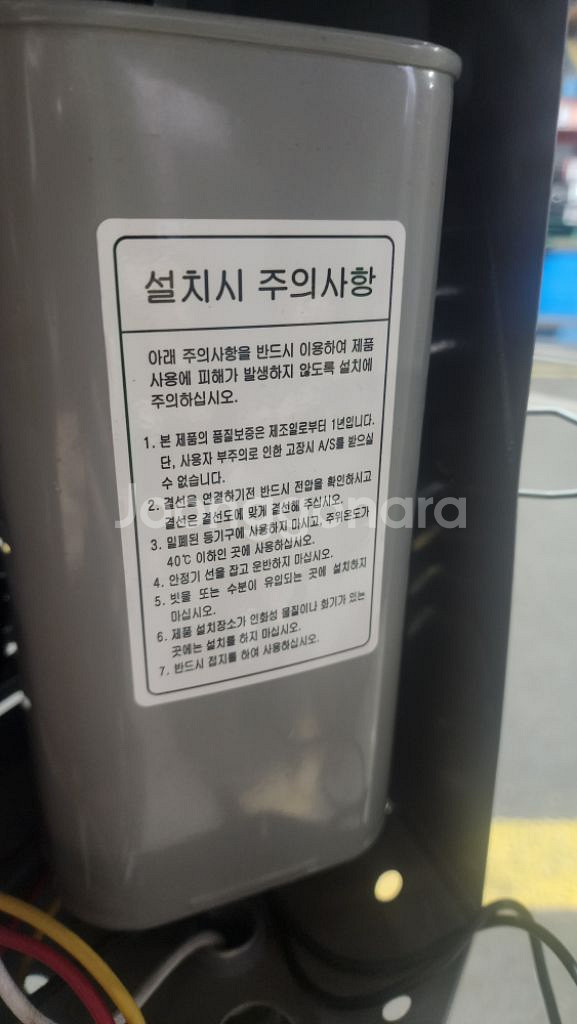 설치시 주의사항
아래 주의사항을 반드시 이용하여 제품
사용에 피해가 발생하지 않도록 설치에
주의하십시오.
1. 본 제품의 품질보증은 제조일로부터 1년입니다.
단, 사용자 부주의로 인한 고장시 A/S를 받으실
수 없습니다.
2. 결선을 연결하기전 반드시 전압을 확인하시고
결선은 결선도에 맞게 결선해 주십시오.
3. 밀폐된 등기구에 사용하지 마시고, 주위온도가
40℃ 이하인 곳에 사용하십시오.
4. 안정기 선을 잡고 운반하지 마십시오.
5. 빗물 또는 수분이 유입되는 곳에 설치하지
마십시오.
6. 제품 설치장소가 인화성 물질이나 화기가 있는
곳에는 설치를 하지 마십시오.
7. 반드시 접지를 하여 사용하십시오.
Joonggonara